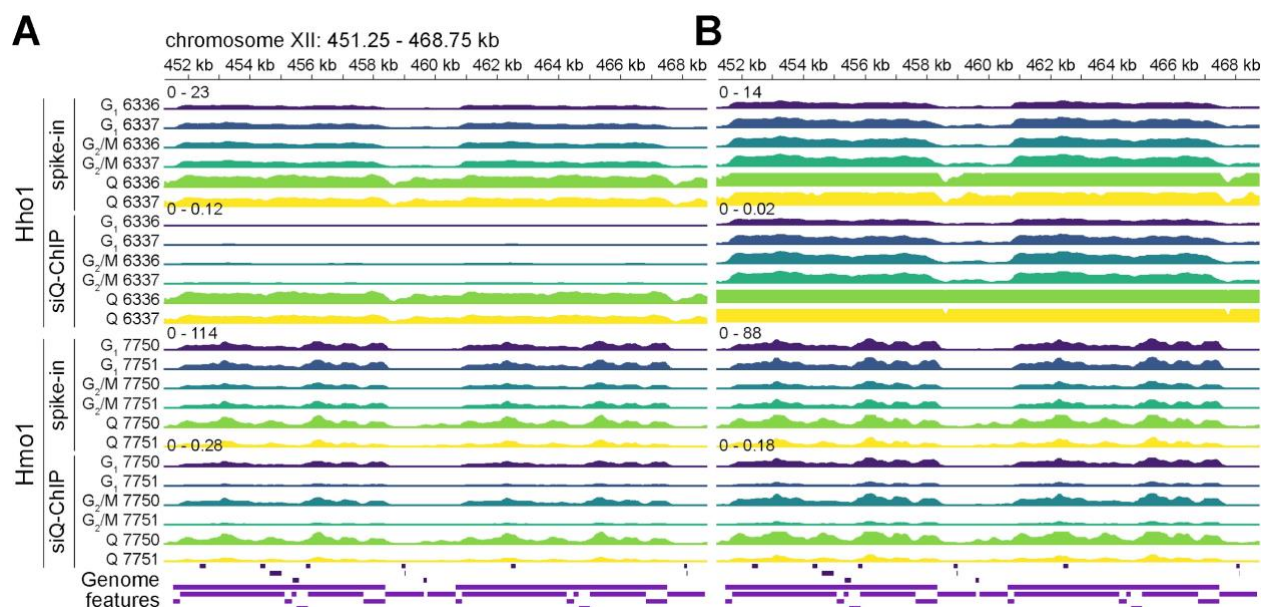 A B
chromosome XII: 451.25 - 468.75 kb
452 kb 454 kb 456 kb 458 kb 460 kb 462 kb 464 kb 466 kb 468 kb 452 kb 454 kb 456 kb 458 kb 460 kb 462 kb 464 kb 466 kb 468 kb
0 - 23 0 - 14
Hho1
spike-in
G₁ 6336
G₁ 6337
G₂/M 6336
G₂/M 6337
Q 6336
Q 6337
0 - 0.12 0 - 0.02
siQ-ChIP
G₁ 6336
G₁ 6337
G₂/M 6336
G₂/M 6337
Q 6336
Q 6337
0 - 114 0 - 88
Hmo1
spike-in
G₁ 7750
G₁ 7751
G₂/M 7750
G₂/M 7751
Q 7750
Q 7751
0 - 0.28 0 - 0.18
siQ-ChIP
G₁ 7750
G₁ 7751
G₂/M 7750
G₂/M 7751
Q 7750
Q 7751
Genome
features